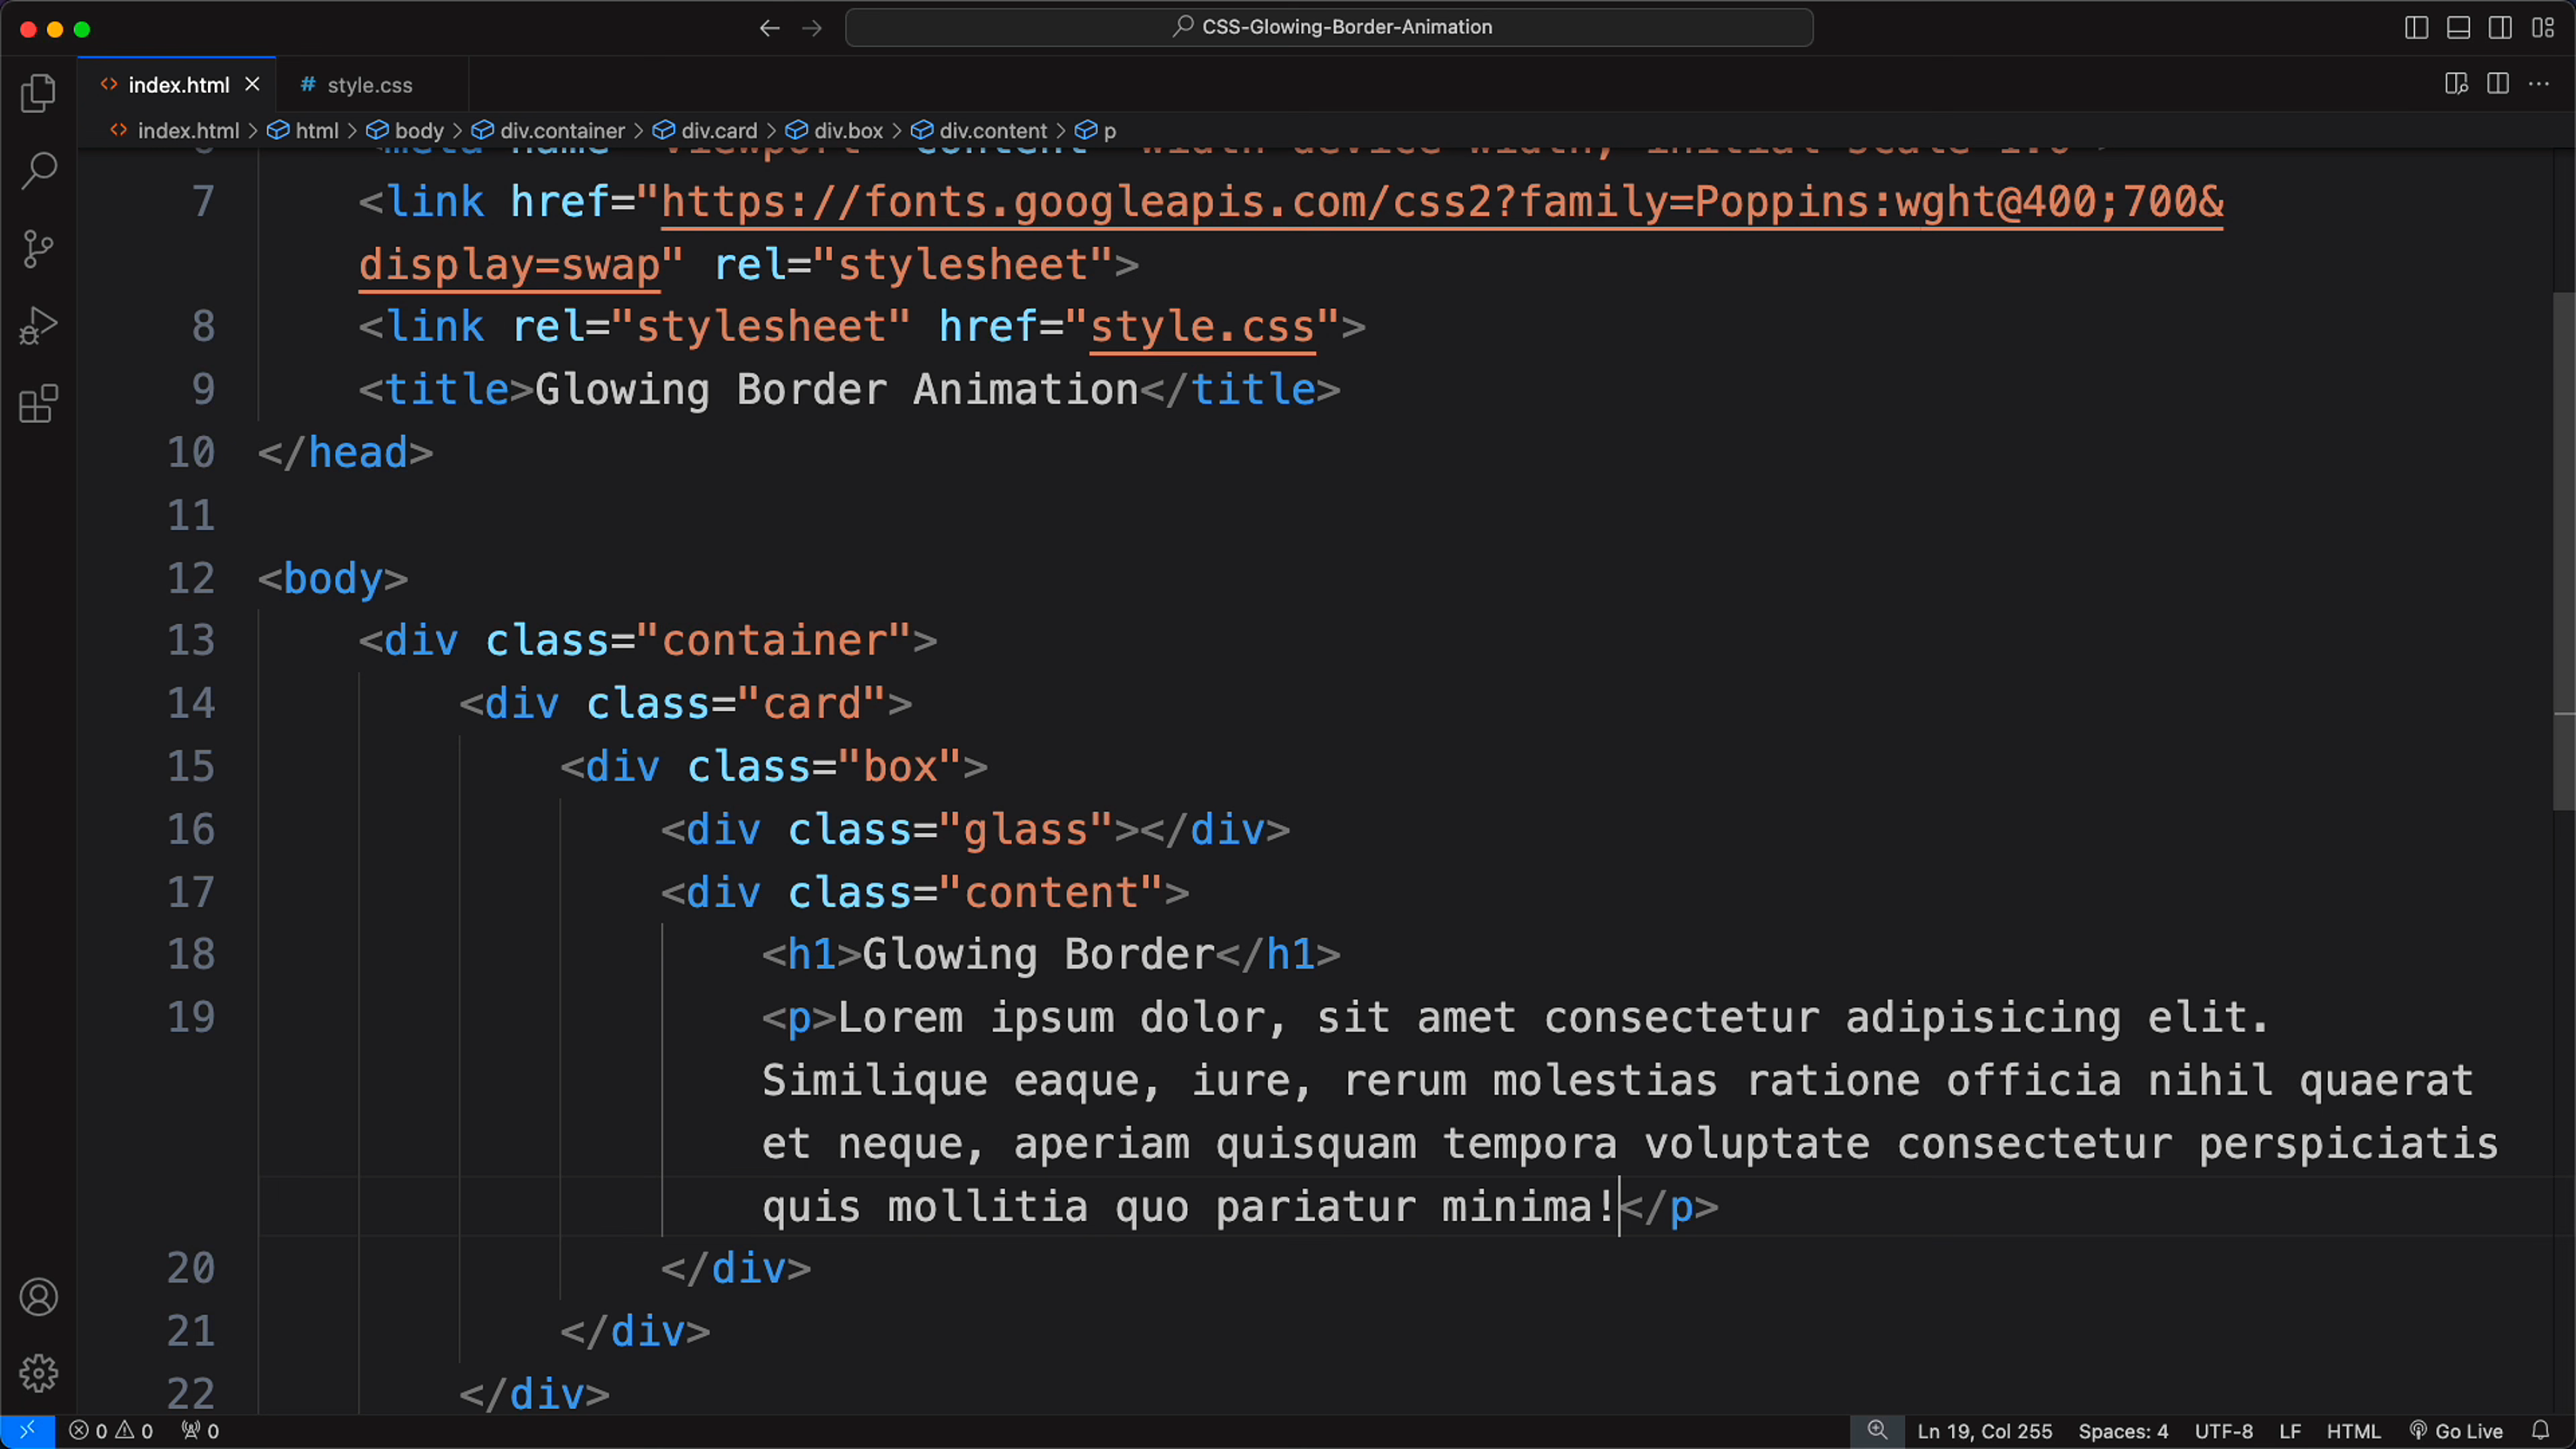 CSS-Glowing-Border-Animation
index.html
# style.css
index.html > html > body > div.container > div.card > div.box > div.content > p
7 <link href="https://fonts.googleapis.com/css2?family=Poppins:wght@400;700&
display=swap" rel="stylesheet">
8 <link rel="stylesheet" href="style.css">
9 <title>Glowing Border Animation</title>
10 </head>
11
12 <body>
13 <div class="container">
14 <div class="card">
15 <div class="box">
16 <div class="glass"></div>
17 <div class="content">
18 <h1>Glowing Border</h1>
19 <p>Lorem ipsum dolor, sit amet consectetur adipisicing elit.
Similique eaque, iure, rerum molestias ratione officia nihil quaerat
et neque, aperiam quisquam tempora voluptate consectetur perspiciatis
quis mollitia quo pariatur minima!</p>
20 </div>
21 </div>
22 </div>
0 0 0 Ln 19, Col 255 Spaces: 4 UTF-8 LF HTML Go Live